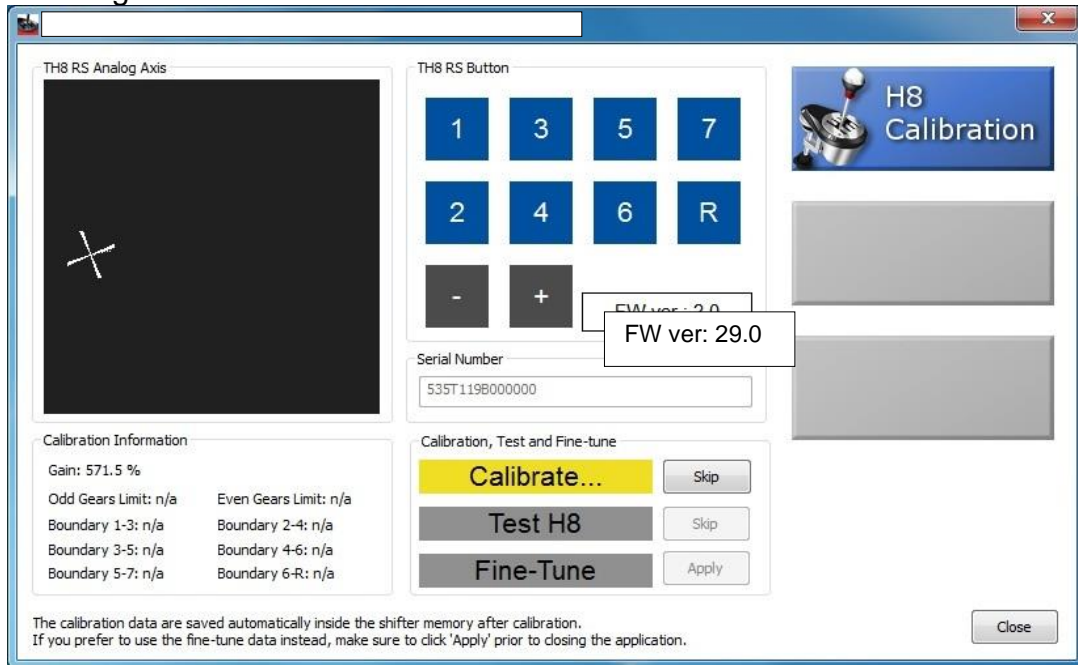 TH8 RS Analog Axis
TH8 RS Button
1 3 5 7
2 4 6 R
- +
FW ver: 29.0
Serial Number
535T119B000000
H8
Calibration
Calibration Information
Gain: 571.5 %
Odd Gears Limit: n/a Even Gears Limit: n/a
Boundary 1-3: n/a Boundary 2-4: n/a
Boundary 3-5: n/a Boundary 4-6: n/a
Boundary 5-7: n/a Boundary 6-R: n/a
Calibration, Test and Fine-tune
Calibrate... Skip
Test H8 Skip
Fine-Tune Apply
The calibration data are saved automatically inside the shifter memory after calibration.
If you prefer to use the fine-tune data instead, make sure to click 'Apply' prior to closing the application.
Close